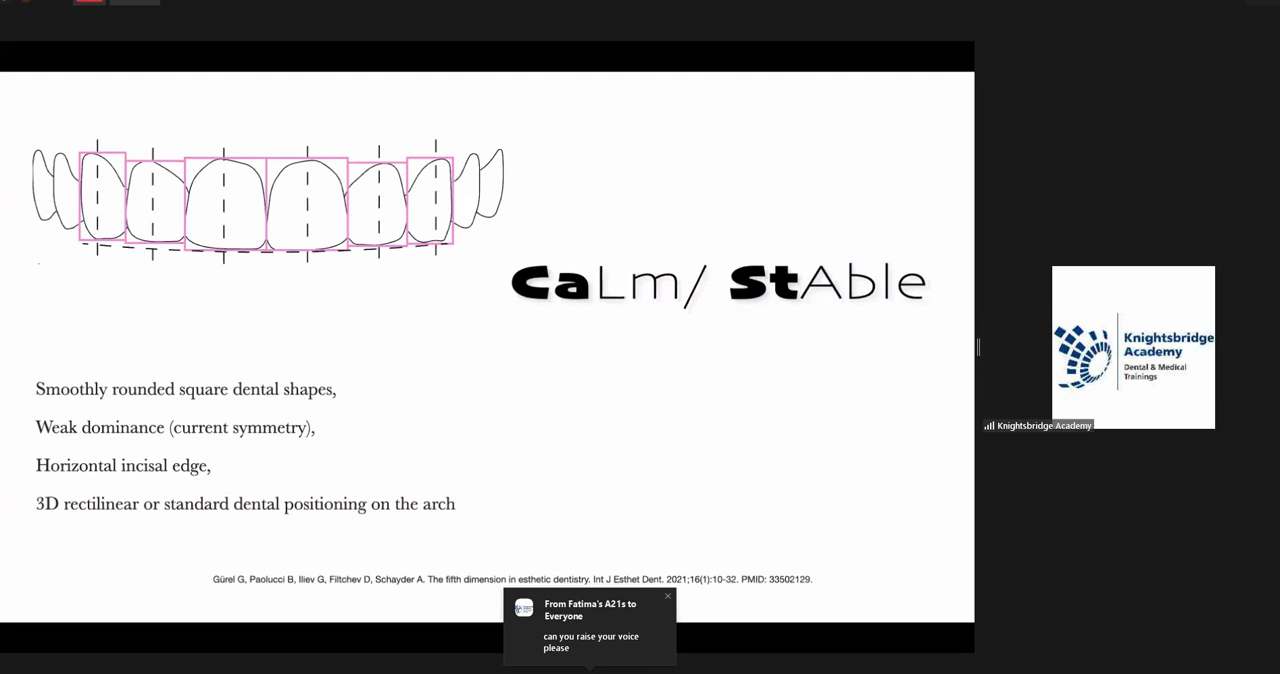 CaLm/ StAble
Smoothly rounded square dental shapes,
Weak dominance (current symmetry),
Horizontal incisal edge,
3D rectilinear or standard dental positioning on the arch
Gürel G, Paolucci B, Iliev G, Filtchev D, Schayder A. The fifth dimension in esthetic dentistry. Int J Esthet Dent. 2021;16(1):10-32. PMID: 33502129.
From Fatima's A21s to
Everyone
can you raise your voice
please
Knightsbridge
Academy
Dental & Medical
Trainings
Knightsbridge Academy